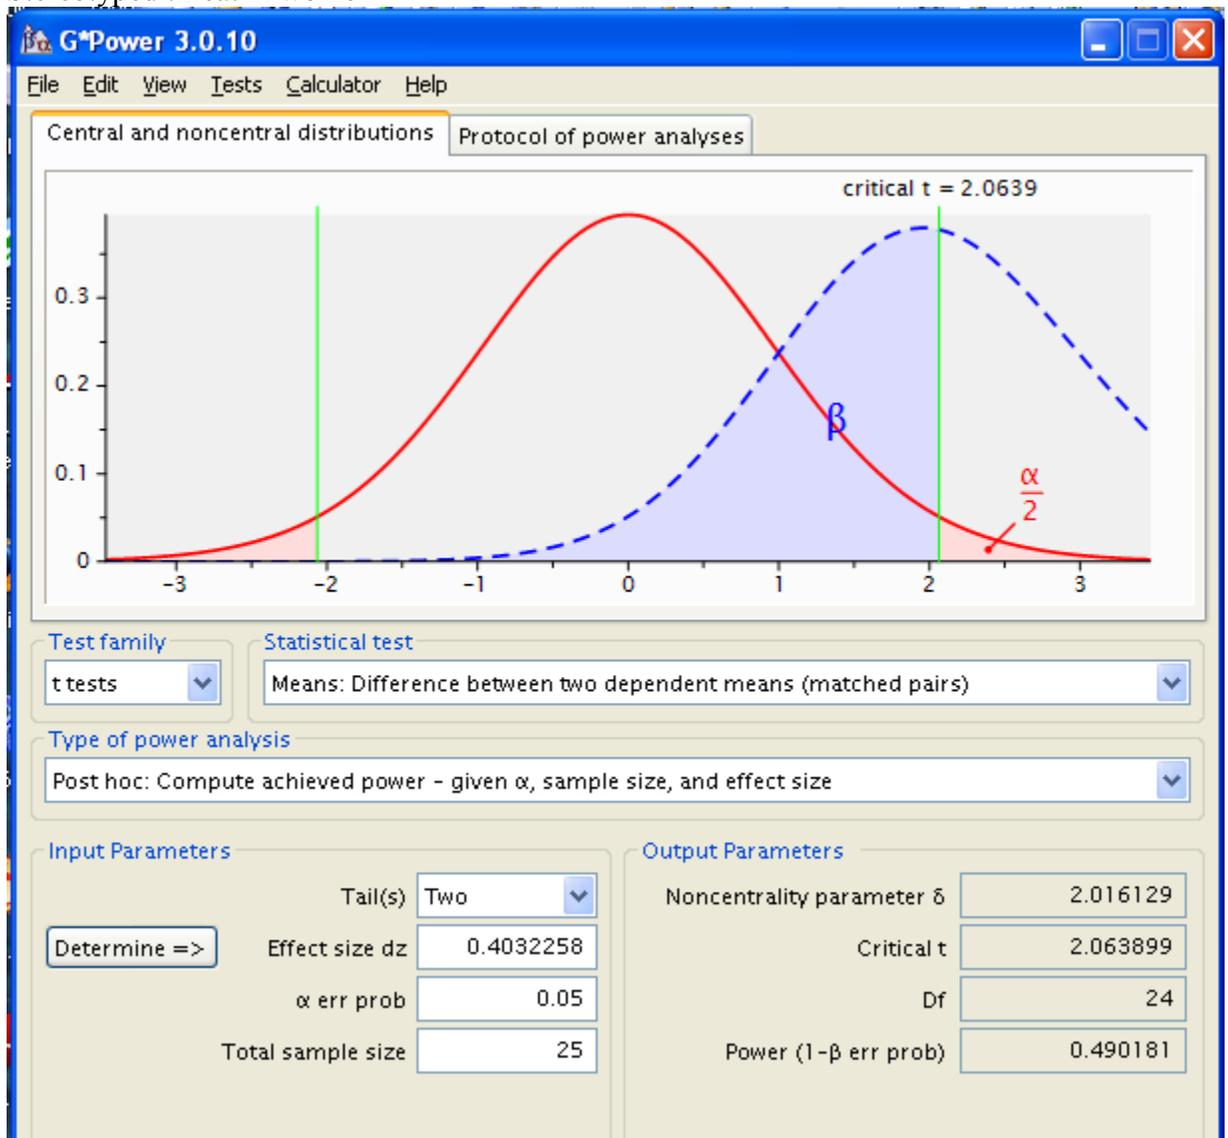 G*Power 3.0.10
File Edit View Tests Calculator Help
Central and noncentral distributions Protocol of power analyses
critical t = 2.0639
0.3
0.2
0.1
0
β
α
2
-3 -2 -1 0 1 2 3
Test family Statistical test
t tests Means: Difference between two dependent means (matched pairs)
Type of power analysis
Post hoc: Compute achieved power – given α, sample size, and effect size
Input Parameters Output Parameters
Tail(s) Two Noncentrality parameter δ 2.016129
Determine => Effect size dz 0.4032258 Critical t 2.063899
α err prob 0.05 Df 24
Total sample size 25 Power (1-β err prob) 0.490181